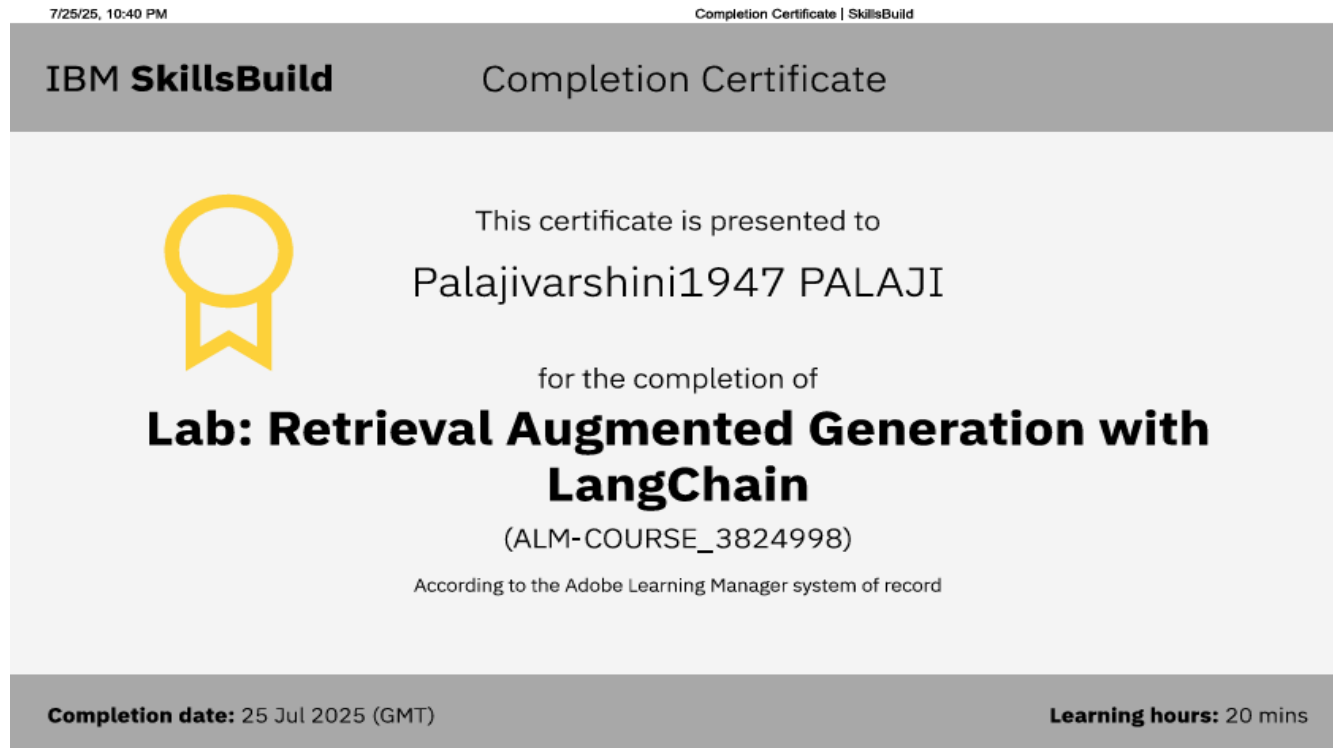 7/25/25, 10:40 PM Completion Certificate | SkillsBuild
IBM SkillsBuild Completion Certificate
This certificate is presented to
Palajivarshini1947 PALAJI
for the completion of
Lab: Retrieval Augmented Generation with
LangChain
(ALM-COURSE_3824998)
According to the Adobe Learning Manager system of record
Completion date: 25 Jul 2025 (GMT) Learning hours: 20 mins